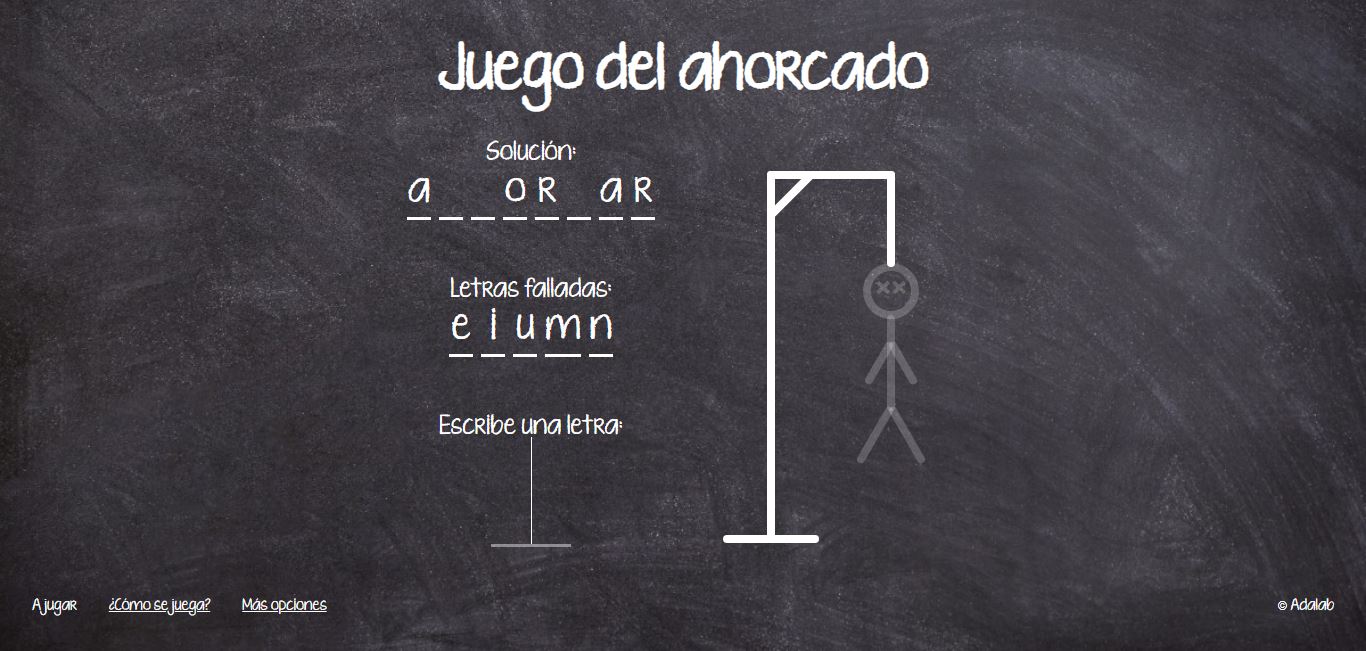 Juego del ahorcado
Solución:
a _ _ o r _ a r
Letras falladas:
e i u m n
Escribe una letra:
A jugar ¿Cómo se juega? Más opciones © Adalab